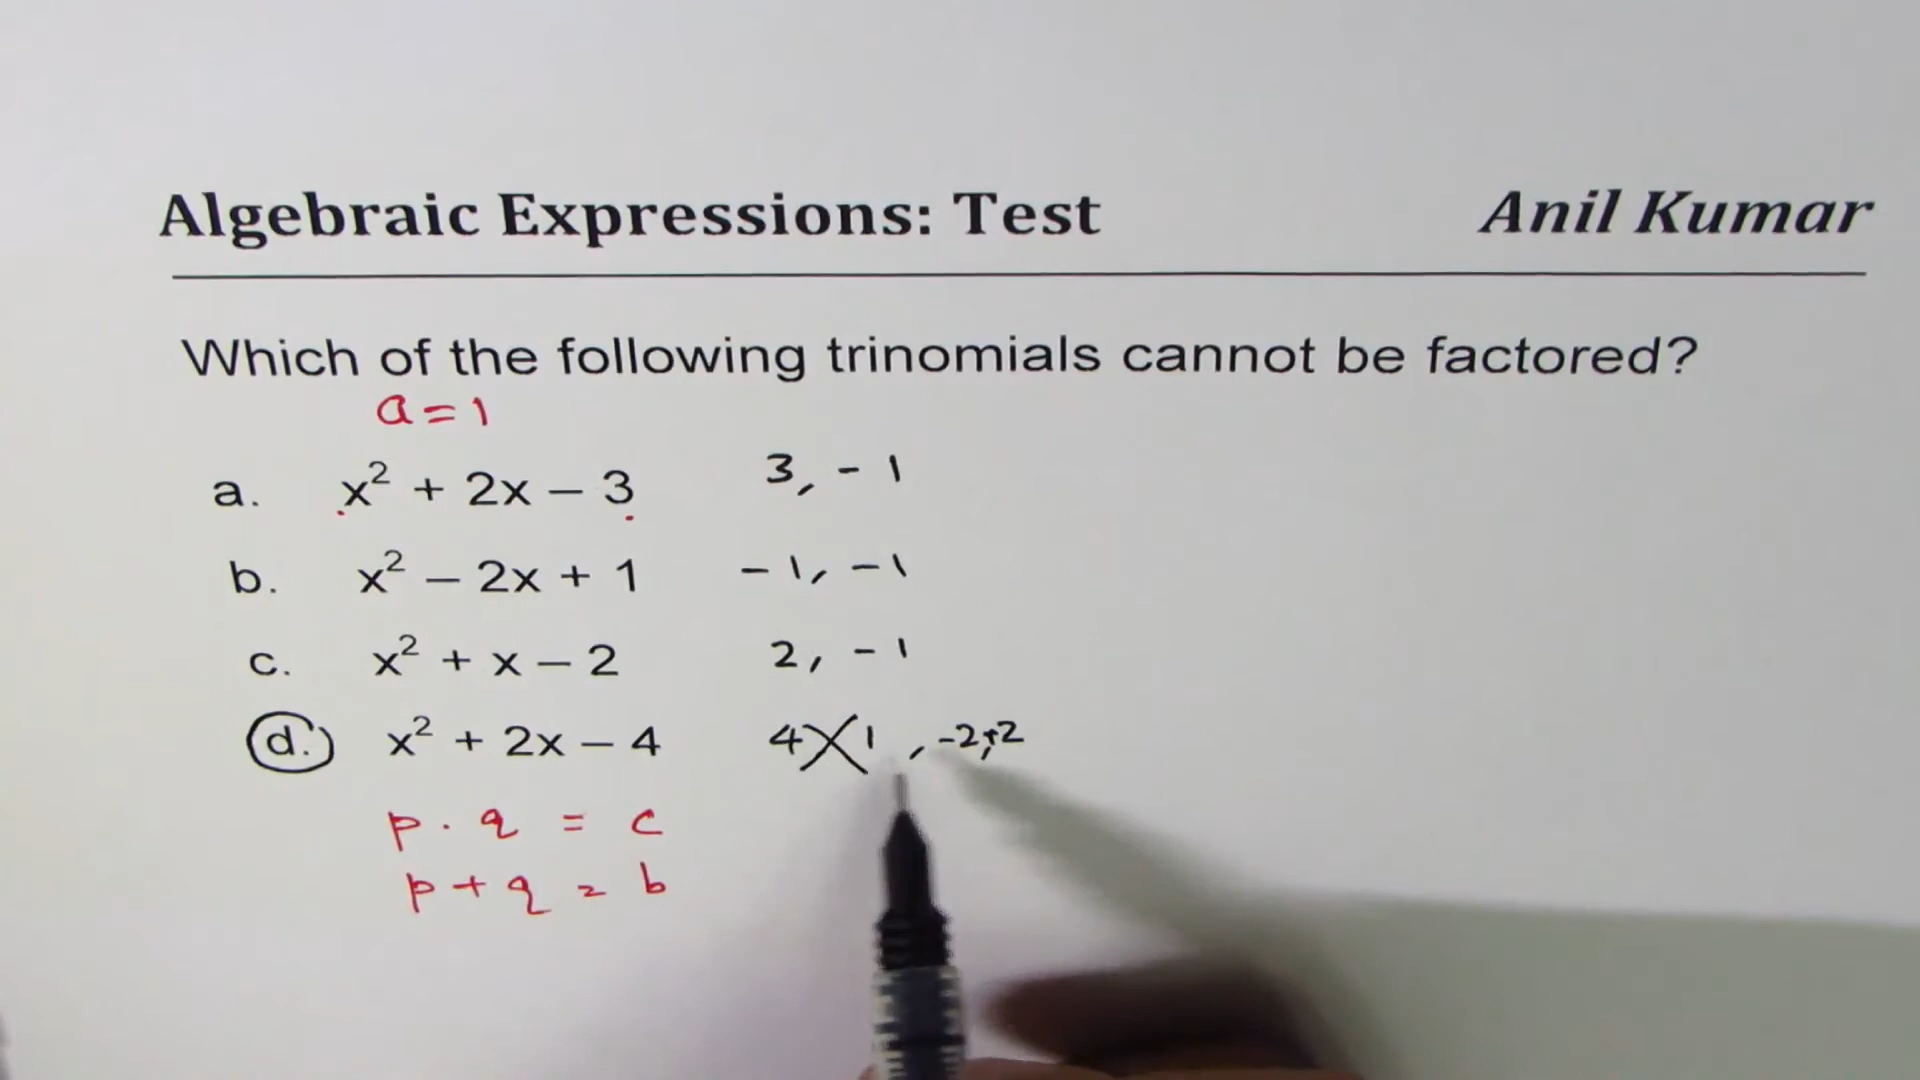 Algebraic Expressions: Test Anil Kumar
Which of the following trinomials cannot be factored?
a = 1
a. x² + 2x – 3 3, - 1
b. x² – 2x + 1 - 1, - 1
c. x² + x – 2 2, - 1
d. x² + 2x – 4 4 1 , -2, +2
p · q = c
p + q = b